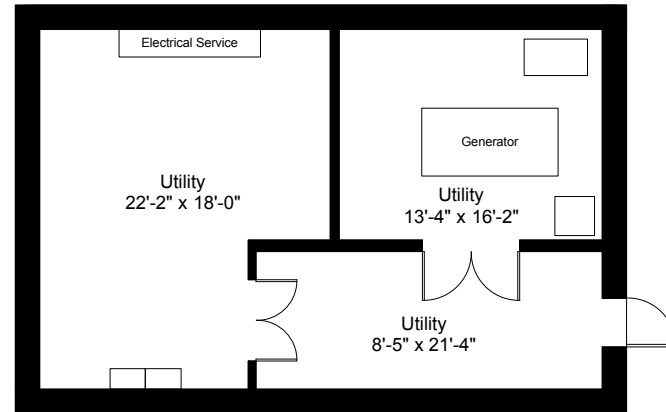 Electrical Service
Generator
Utility
22'-2" x 18'-0"
Utility
13'-4" x 16'-2"
Utility
8'-5" x 21'-4"